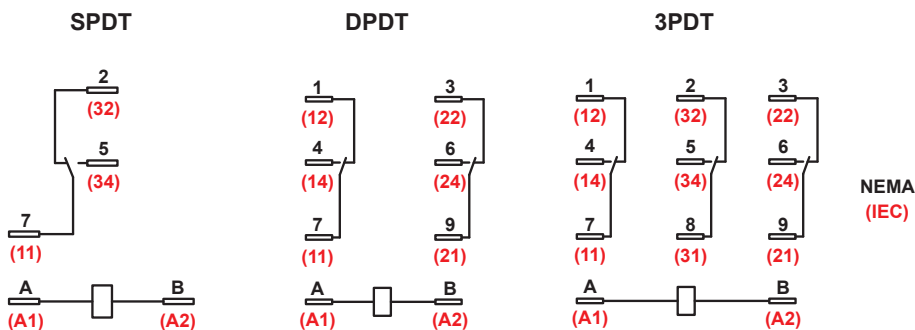 SPDT
2
(32)
5
(34)
7
(11)
A
(A1)
B
(A2)
DPDT
1
(12)
3
(22)
4
(14)
6
(24)
7
(11)
9
(21)
A
(A1)
B
(A2)
3PDT
1
(12)
2
(32)
3
(22)
4
(14)
5
(34)
6
(24)
7
(11)
8
(31)
9
(21)
A
(A1)
B
(A2)
NEMA
(IEC)